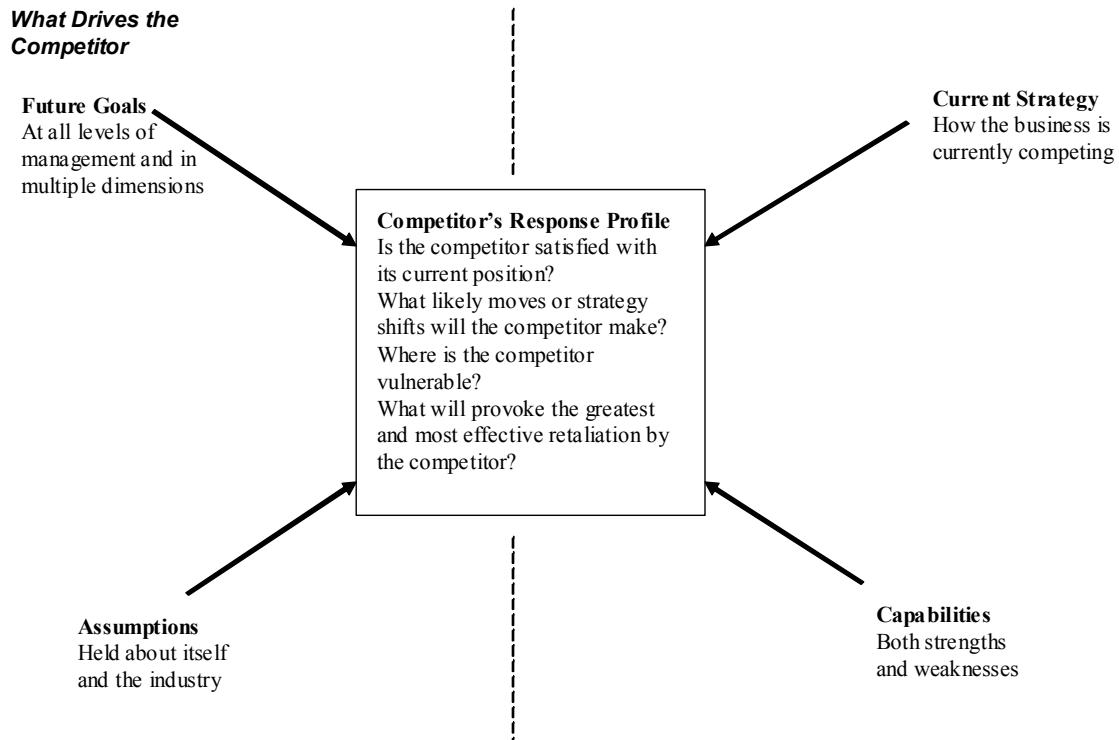 What Drives the
Competitor
Future Goals
At all levels of
management and in
multiple dimensions
Current Strategy
How the business is
currently competing
Competitor’s Response Profile
Is the competitor satisfied with
its current position?
What likely moves or strategy
shifts will the competitor make?
Where is the competitor
vulnerable?
What will provoke the greatest
and most effective retaliation by
the competitor?
Assumptions
Held about itself
and the industry
Capabilities
Both strengths
and weaknesses